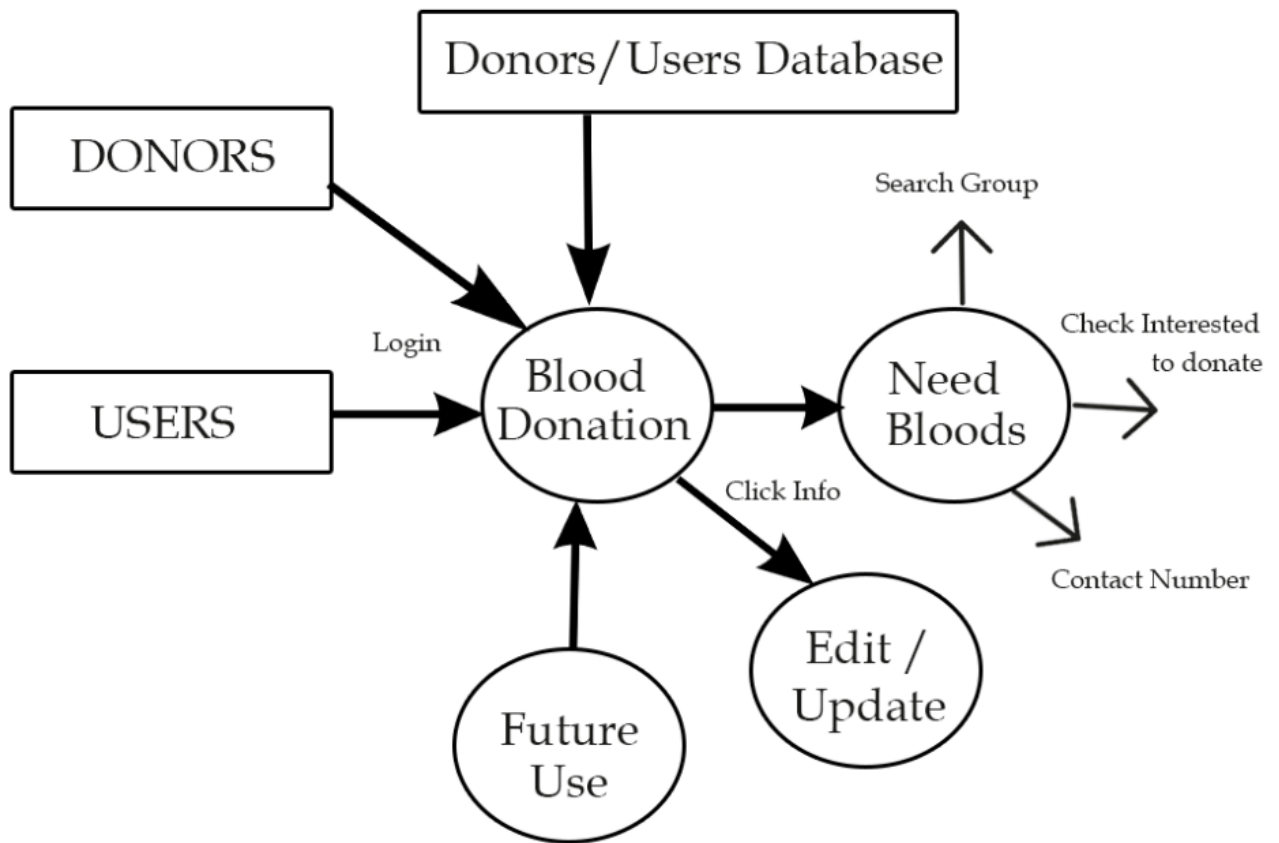 Donors/Users Database
DONORS
Search Group
Login
Check Interested
to donate
USERS
Blood
Donation
Need
Bloods
Click Info
Contact Number
Edit /
Update
Future
Use